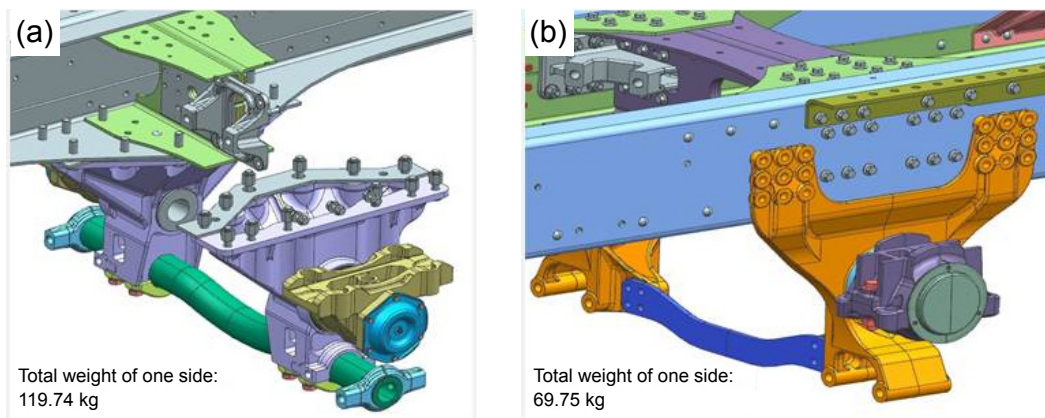 (a)
Total weight of one side:
119.74 kg
(b)
Total weight of one side:
69.75 kg